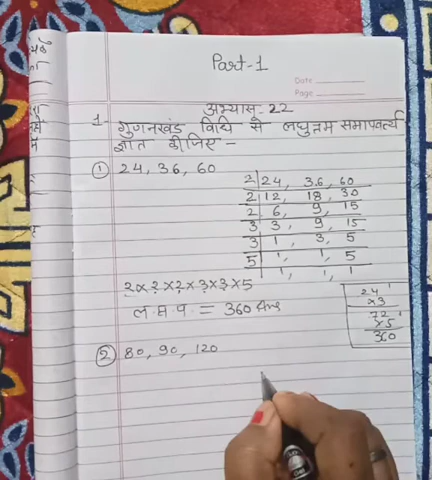 Part-1
Date
Page
अभ्यास-22
1- गुणनखंड विधि से लघुत्तम समापवर्त्य
ज्ञात कीजिए -
① 24, 36, 60
2 | 24, 36, 60
2 | 12, 18, 30
2 | 6, 9, 15
3 | 3, 9, 15
3 | 1, 3, 5
5 | 1, 1, 5
1, 1, 1
2×2×2×3×3×5
ल.स.प. = 360 Ans
24
×3
72
×5
360
② 80, 90, 120